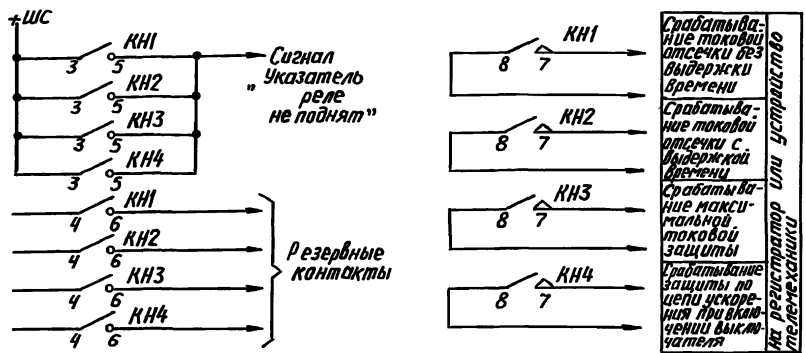 +ШС
КН1
3 5
КН2
3 5
КН3
3 5
КН4
3 5
Сигнал
„Указатель
реле
не поднят"
КН1
4 6
КН2
4 6
КН3
4 6
КН4
4 6
Резервные
контакты
КН1
8 7
КН2
8 7
КН3
8 7
КН4
8 7
Срабатыва-
ние токовой
отсечки без
выдержки
времени
Срабатыва-
ние токовой
отсечки с
выдержкой
времени
Срабатыва-
ние макси-
мальной
токовой
защиты
Срабатывание
защиты по
цепи ускоре-
ния при вклю-
чении выклю-
чателя
На регистратор или устройство
телемеханики